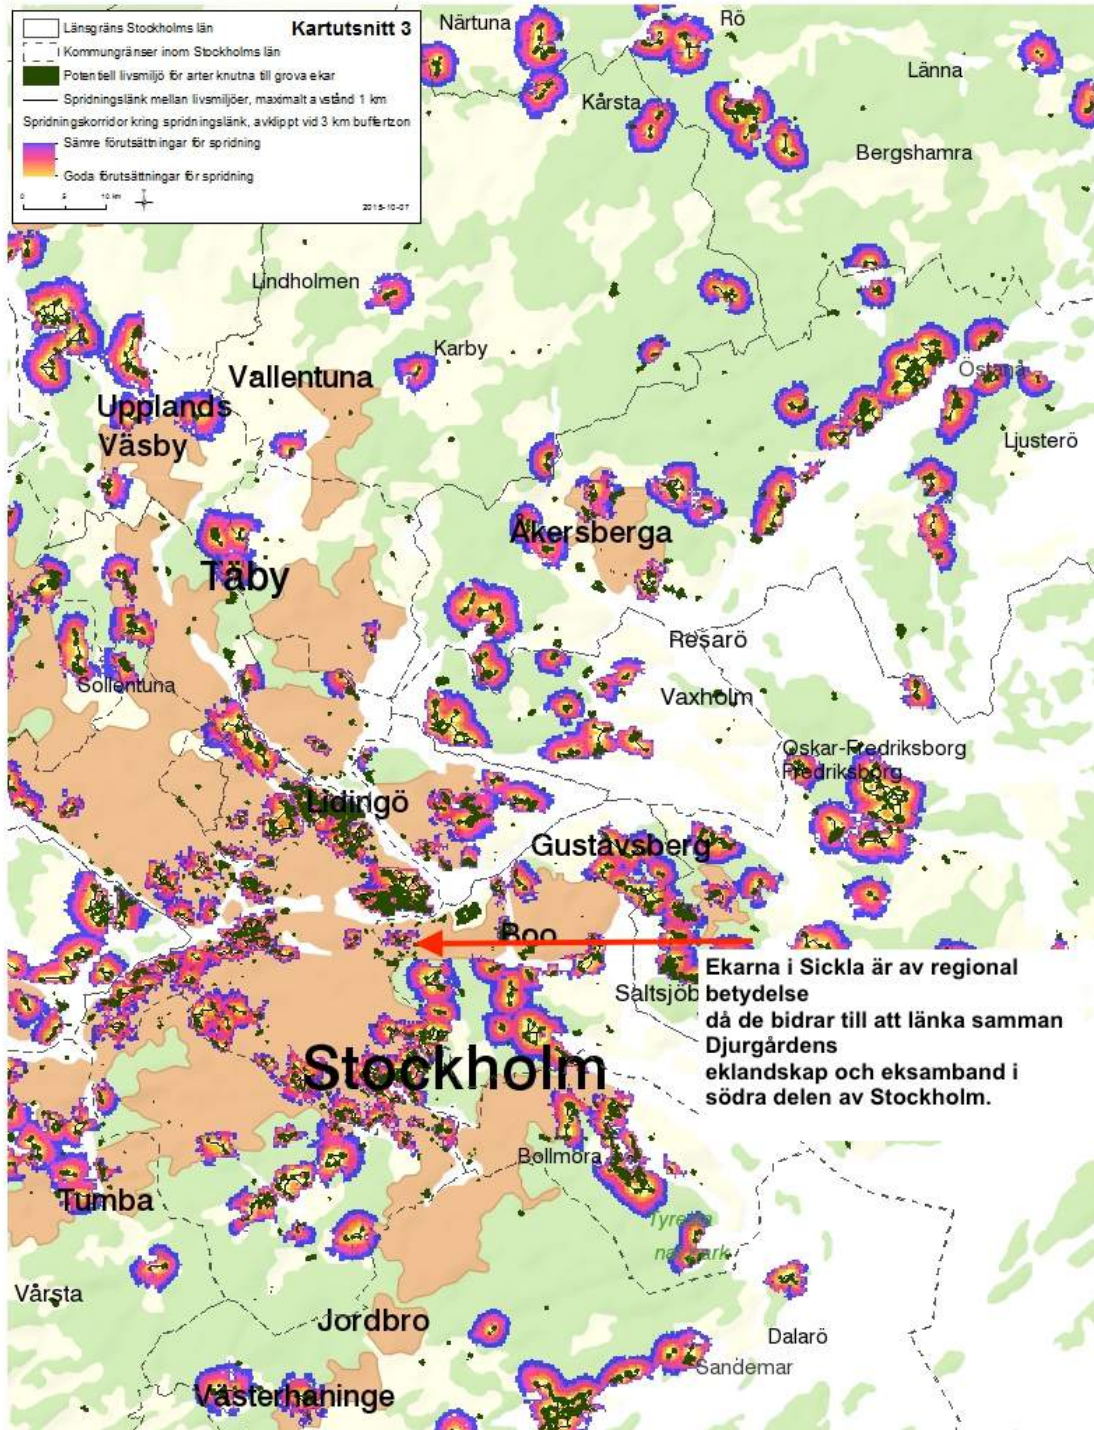 Länsgräns Stockholms län
Kartutsnitt 3
Kommungränser inom Stockholms län
Potentiell livsmiljö för arter knutna till grova ekar
Spridningslänk mellan livsmiljöer, maximalt avstånd 1 km
Spridningskorridor kring spridningslänk, avklippt vid 3 km buffertzon
Sämre förutsättningar för spridning
Goda förutsättningar för spridning
0 5 10 km
2015-10-07
Närtuna
Rö
Länna
Kårsta
Bergshamra
Lindholmen
Karby
Vallentuna
Östanå
Upplands
Väsby
Ljusterö
Åkersberga
Täby
Resarö
Sollentuna
Vaxholm
Oskar-Fredriksborg
Fredriksborg
Lidingö
Gustavsberg
Boo
Saltsjöb
Ekarna i Sickla är av regional
betydelse
då de bidrar till att länka samman
Djurgårdens
eklandskap och eksamband i
södra delen av Stockholm.
Stockholm
Bollmora
Tumba
Vårsta
Jordbro
Dalarö
Sandemar
Västerhaninge